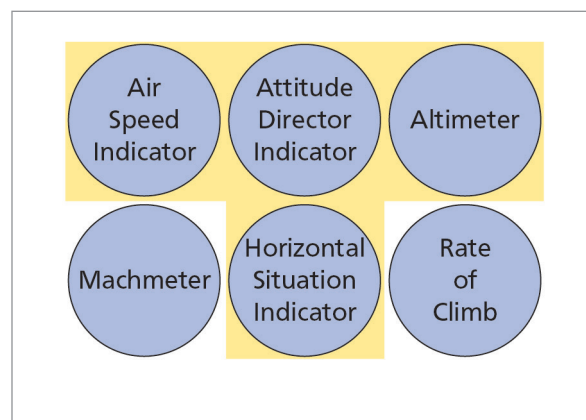 Air
Speed
Indicator
Attitude
Director
Indicator
Altimeter
Machmeter
Horizontal
Situation
Indicator
Rate
of
Climb